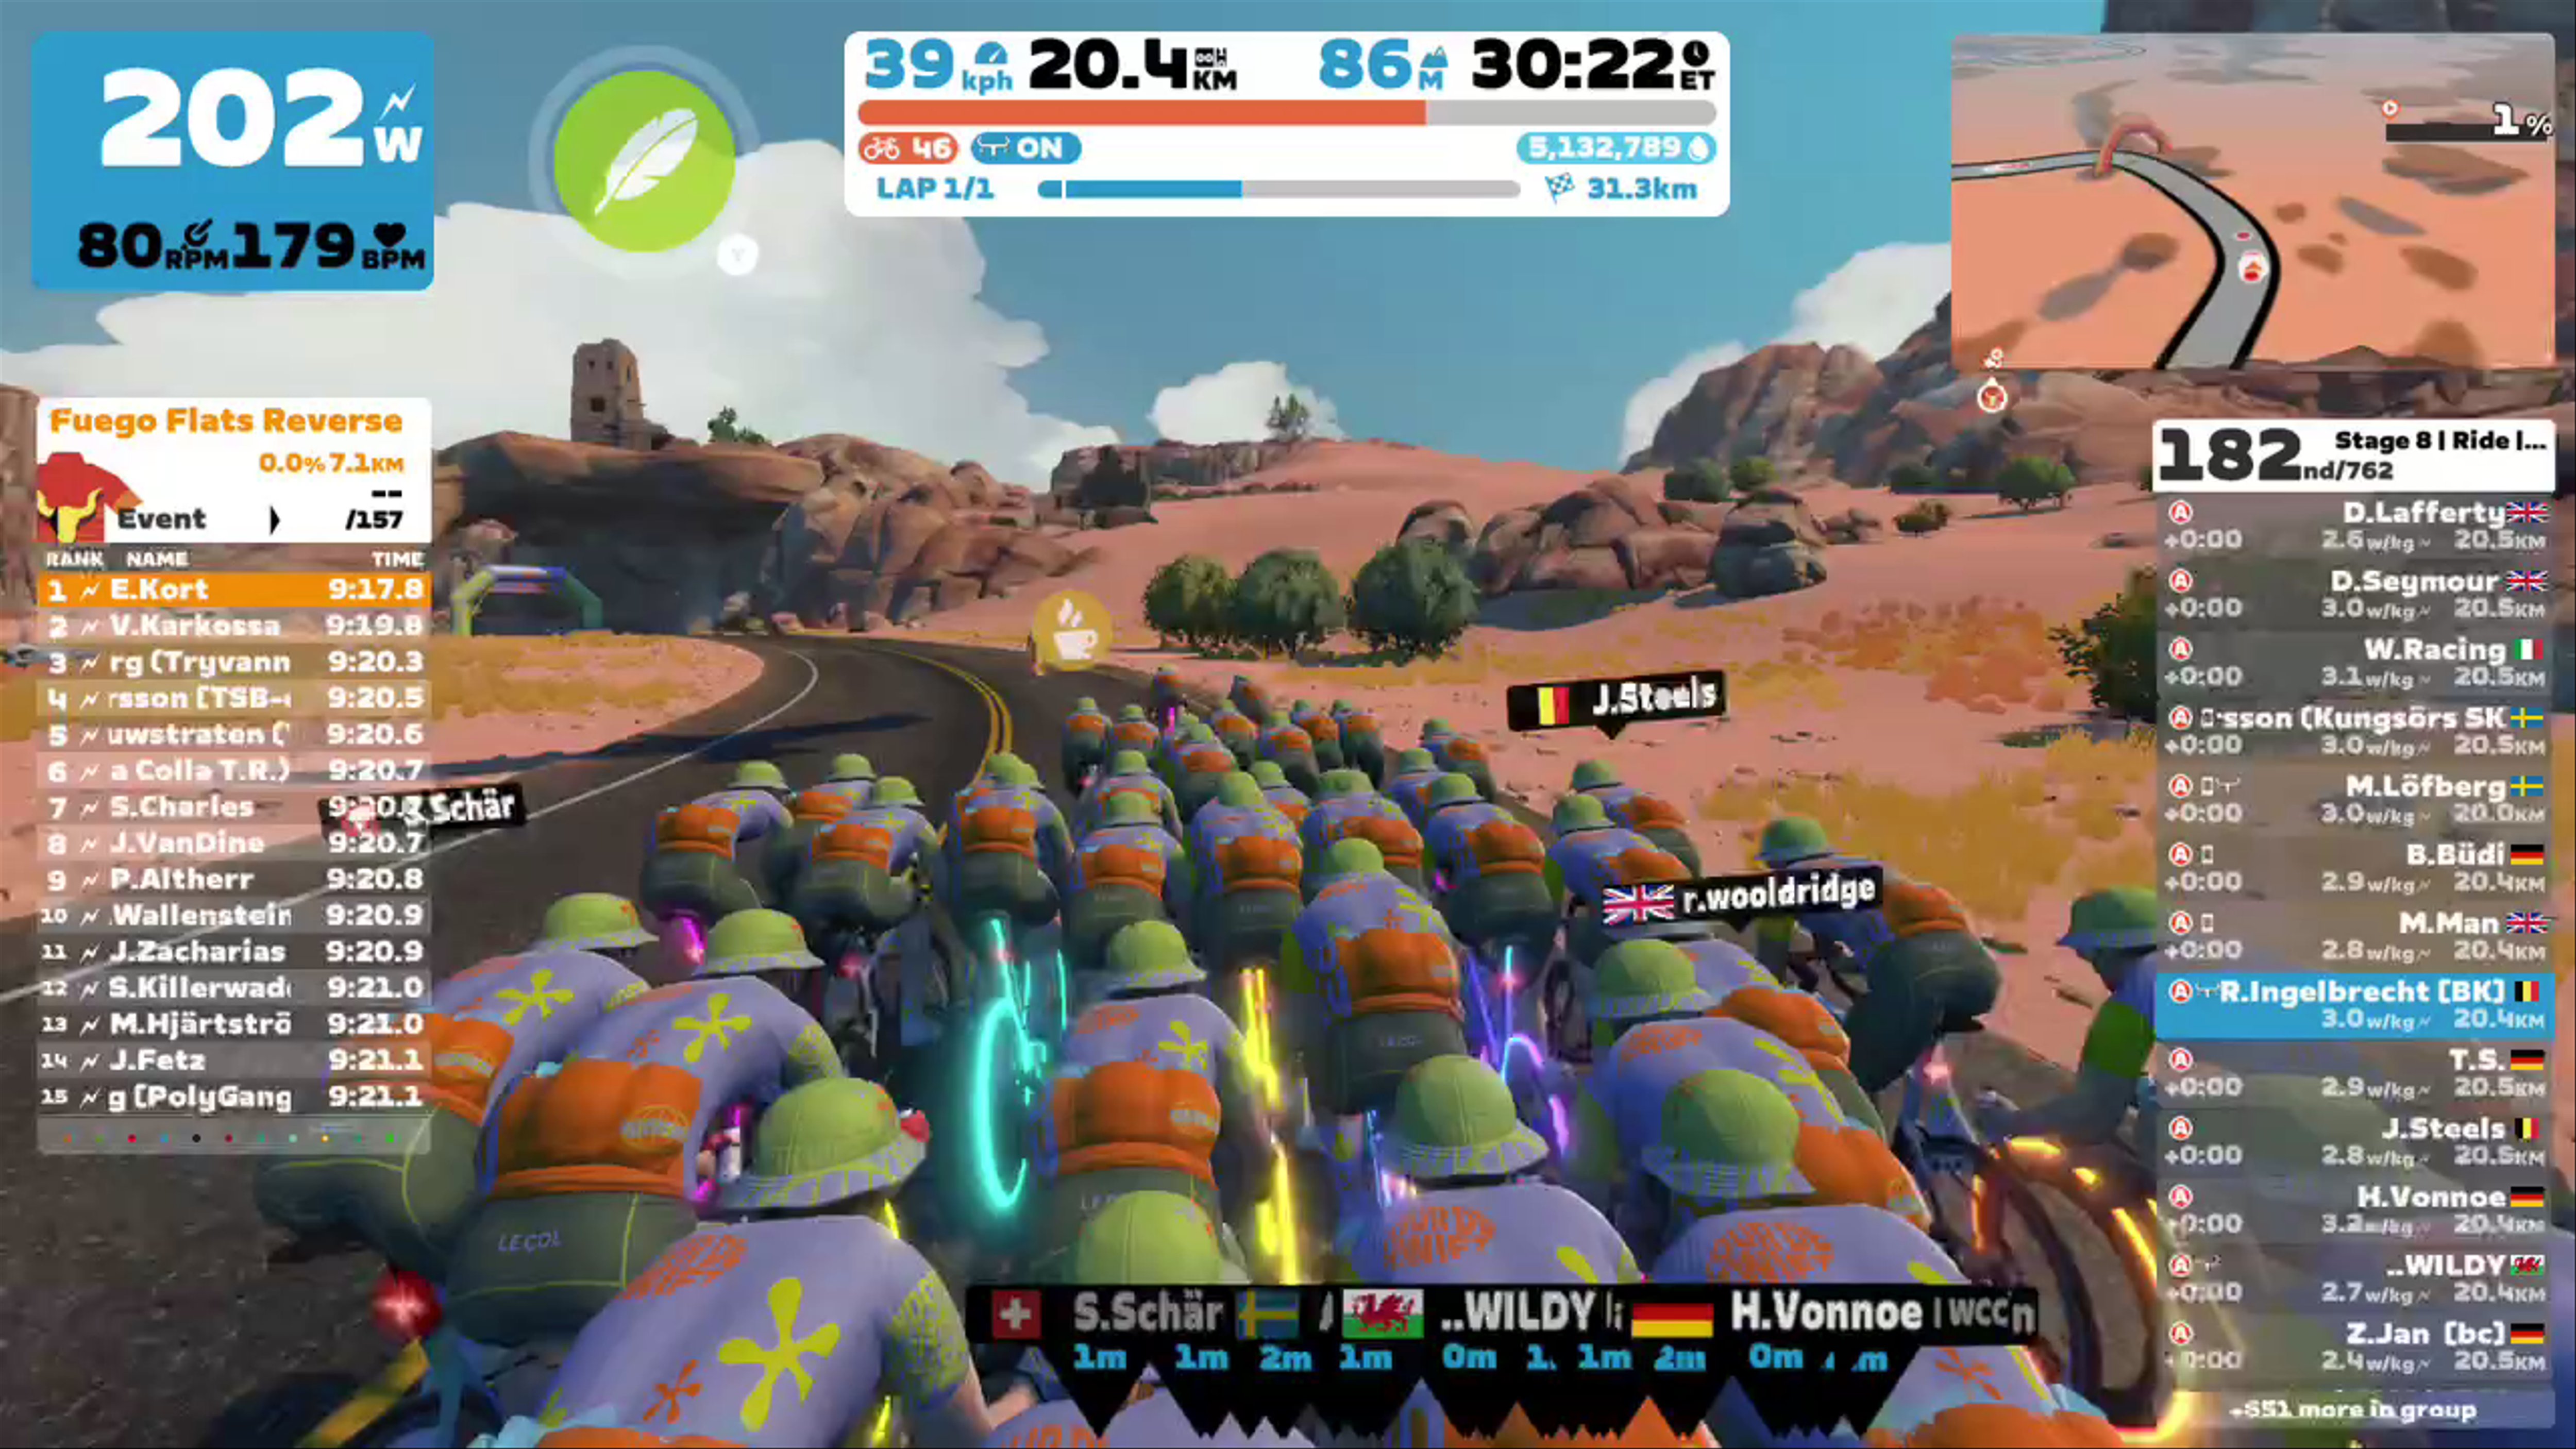 202 W
80 RPM 179 BPM
39 kph 20.4 KM 86 M 30:22 ET
46 ON 5,132,789
LAP 1/1 31.3km
Y
1%
Fuego Flats Reverse
0.0% 7.1KM
--
Event /157
RANK NAME TIME
1 E.Kort 9:17.8
2 V.Karkossa 9:19.8
3 rg (Tryvann 9:20.3
4 rsson [TSB- 9:20.5
5 uwstraten ( 9:20.6
6 a Colla T.R.) 9:20.7
7 S.Charles
8 J.VanDine 9:20.7
9 P.Altherr 9:20.8
10 .Wallenstein 9:20.9
11 J.Zacharias 9:20.9
12 S.Killerwad 9:21.0
13 M.Hjärtströ 9:21.0
14 J.Fetz 9:21.1
15 g [PolyGang 9:21.1
Schär
J.Steels
r.wooldridge
182nd/762 Stage 8 | Ride |...
A D.Lafferty
+0:00 2.6w/kg 20.5KM
A D.Seymour
+0:00 3.0w/kg 20.5KM
A W.Racing
+0:00 3.1w/kg 20.5KM
A sson (Kungsörs SK
+0:00 3.0w/kg 20.5KM
A M.Löfberg
+0:00 3.0w/kg 20.0KM
A B.Büdi
+0:00 2.9w/kg 20.4KM
A M.Man
+0:00 2.8w/kg 20.4KM
A R.Ingelbrecht [BK]
3.0w/kg 20.4KM
A T.S.
+0:00 2.9w/kg 20.5KM
A J.Steels
+0:00 2.8w/kg 20.5KM
A H.Vonnoe
+0:00 20.4KM
A ..WILDY
+0:00 2.7w/kg 20.4KM
A Z.Jan [bc]
+0:00 2.4w/kg 20.5KM
+651 more in group
LECOL
S.Schär ..WILDY H.Vonnoe | WCC
1m 1m 2m 1m 0m 1. 1m 2m 0m